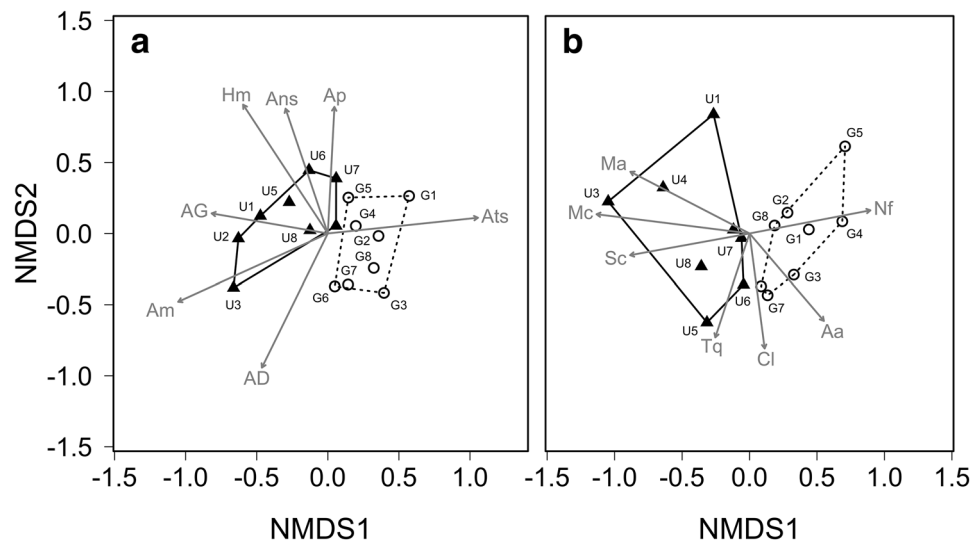 a
b
NMDS2
1.5
1.0
0.5
0.0
-0.5
-1.0
-1.5
Hm
Ans
Ap
U6
U7
U5
G5
G1
AG
U1
G4
Ats
U2
U8
G2
G8
G7
U3
G6
G3
Am
AD
-1.5 -1.0 -0.5 0.0 0.5 1.0
NMDS1
U1
G5
Ma
U4
U3
G2
Mc
G8
Nf
G1
G4
U7
Sc
U8
G3
U6
G7
U5
Tq
Aa
Cl
-1.5 -1.0 -0.5 0.0 0.5 1.0 1.5
NMDS1